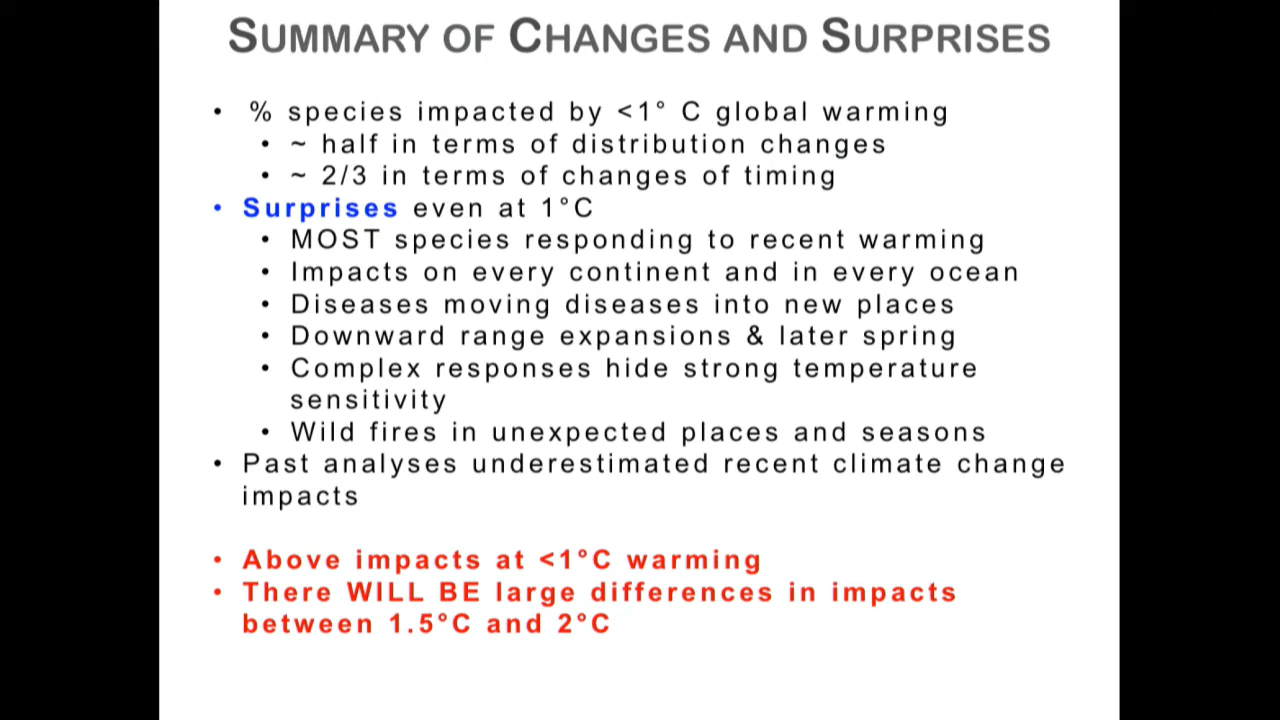 SUMMARY OF CHANGES AND SURPRISES
• % species impacted by <1° C global warming
• ~ half in terms of distribution changes
• ~ 2/3 in terms of changes of timing
• Surprises even at 1°C
• MOST species responding to recent warming
• Impacts on every continent and in every ocean
• Diseases moving diseases into new places
• Downward range expansions & later spring
• Complex responses hide strong temperature
sensitivity
• Wild fires in unexpected places and seasons
• Past analyses underestimated recent climate change
impacts
• Above impacts at <1°C warming
• There WILL BE large differences in impacts
between 1.5°C and 2°C